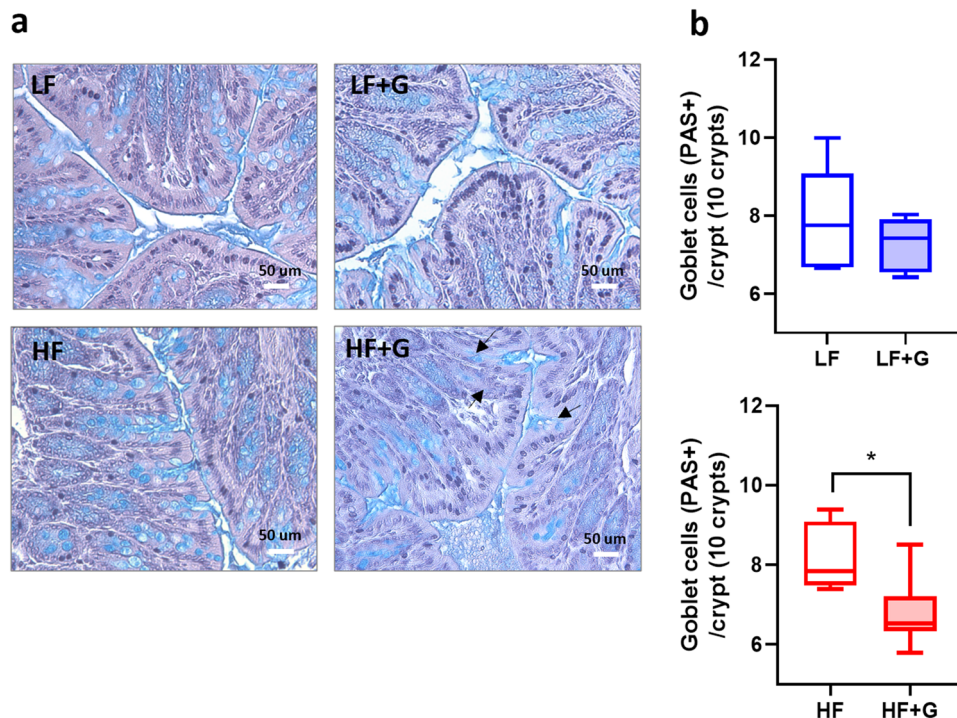 a
LF
50 um
LF+G
50 um
HF
50 um
HF+G
50 um
b
Goblet cells (PAS+)
/crypt (10 crypts)
12
10
8
6
LF
LF+G
Goblet cells (PAS+)
/crypt (10 crypts)
12
10
8
6
*
HF
HF+G